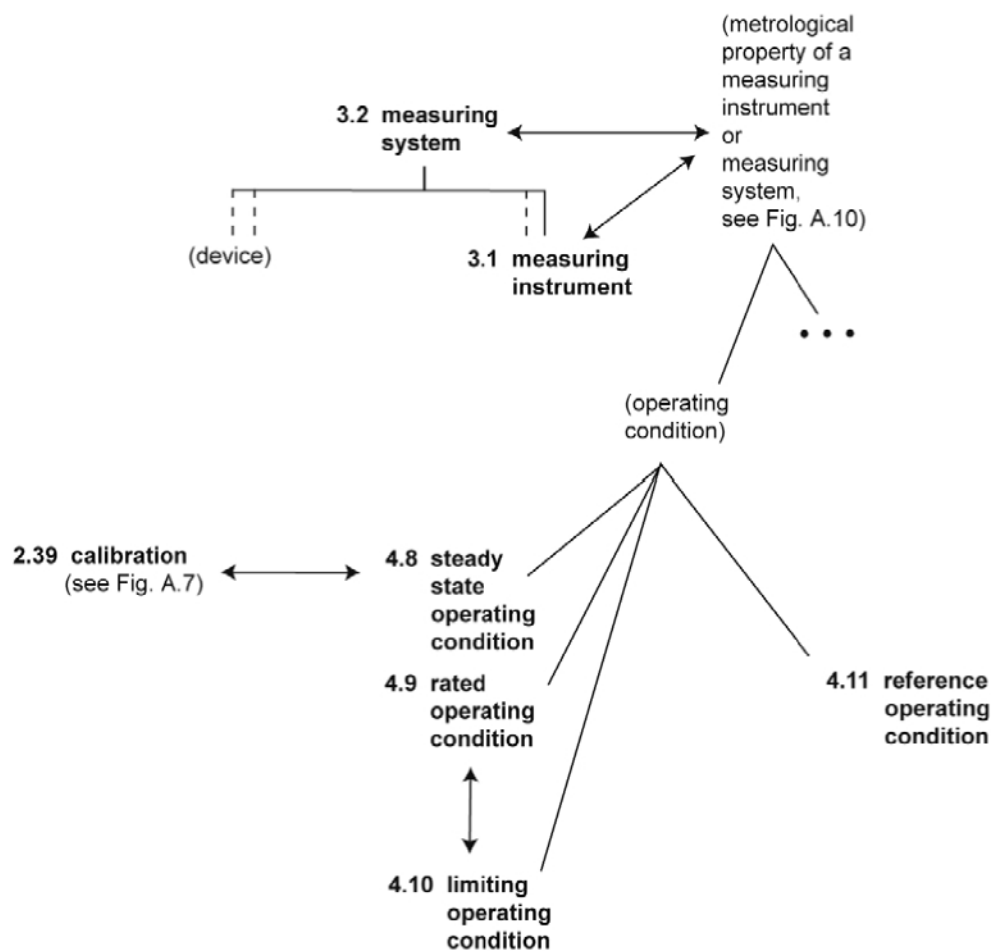 (metrological
property of a
measuring
instrument
or
measuring
system,
see Fig. A.10)
3.2 measuring
system
(device)
3.1 measuring
instrument
• • •
(operating
condition)
2.39 calibration
(see Fig. A.7)
4.8 steady
state
operating
condition
4.9 rated
operating
condition
4.11 reference
operating
condition
4.10 limiting
operating
condition